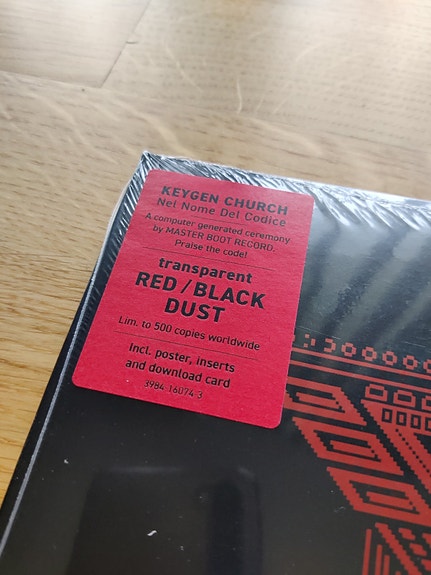 KEYGEN CHURCH
Nel Nome Del Codice
A computer generated ceremony
by MASTER BOOT RECORD.
Praise the code!
transparent
RED/BLACK
DUST
Lim. to 500 copies worldwide
Incl. poster, inserts
and download card
3984-16074-3